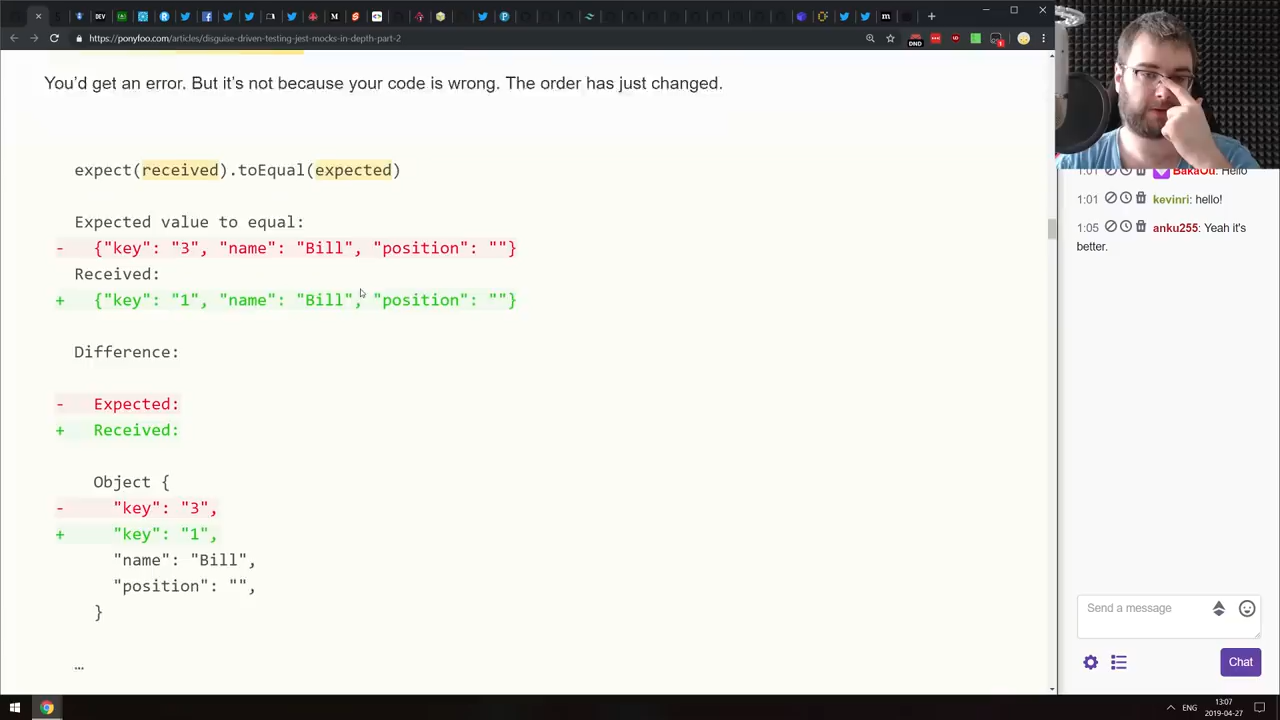 https://ponyfoo.com/articles/disguise-driven-testing-jest-mocks-in-depth-part-2
You'd get an error. But it's not because your code is wrong. The order has just changed.
expect(received).toEqual(expected)
Expected value to equal:
- {"key": "3", "name": "Bill", "position": ""}
Received:
+ {"key": "1", "name": "Bill", "position": ""}
Difference:
- Expected:
+ Received:
Object {
- "key": "3",
+ "key": "1",
"name": "Bill",
"position": "",
}
…
1:01 BakaOu: Hello
1:01 kevinri: hello!
1:05 anku255: Yeah it's
better.
Send a message
Chat
ENG
13:07
2019-04-27
DEV
DND